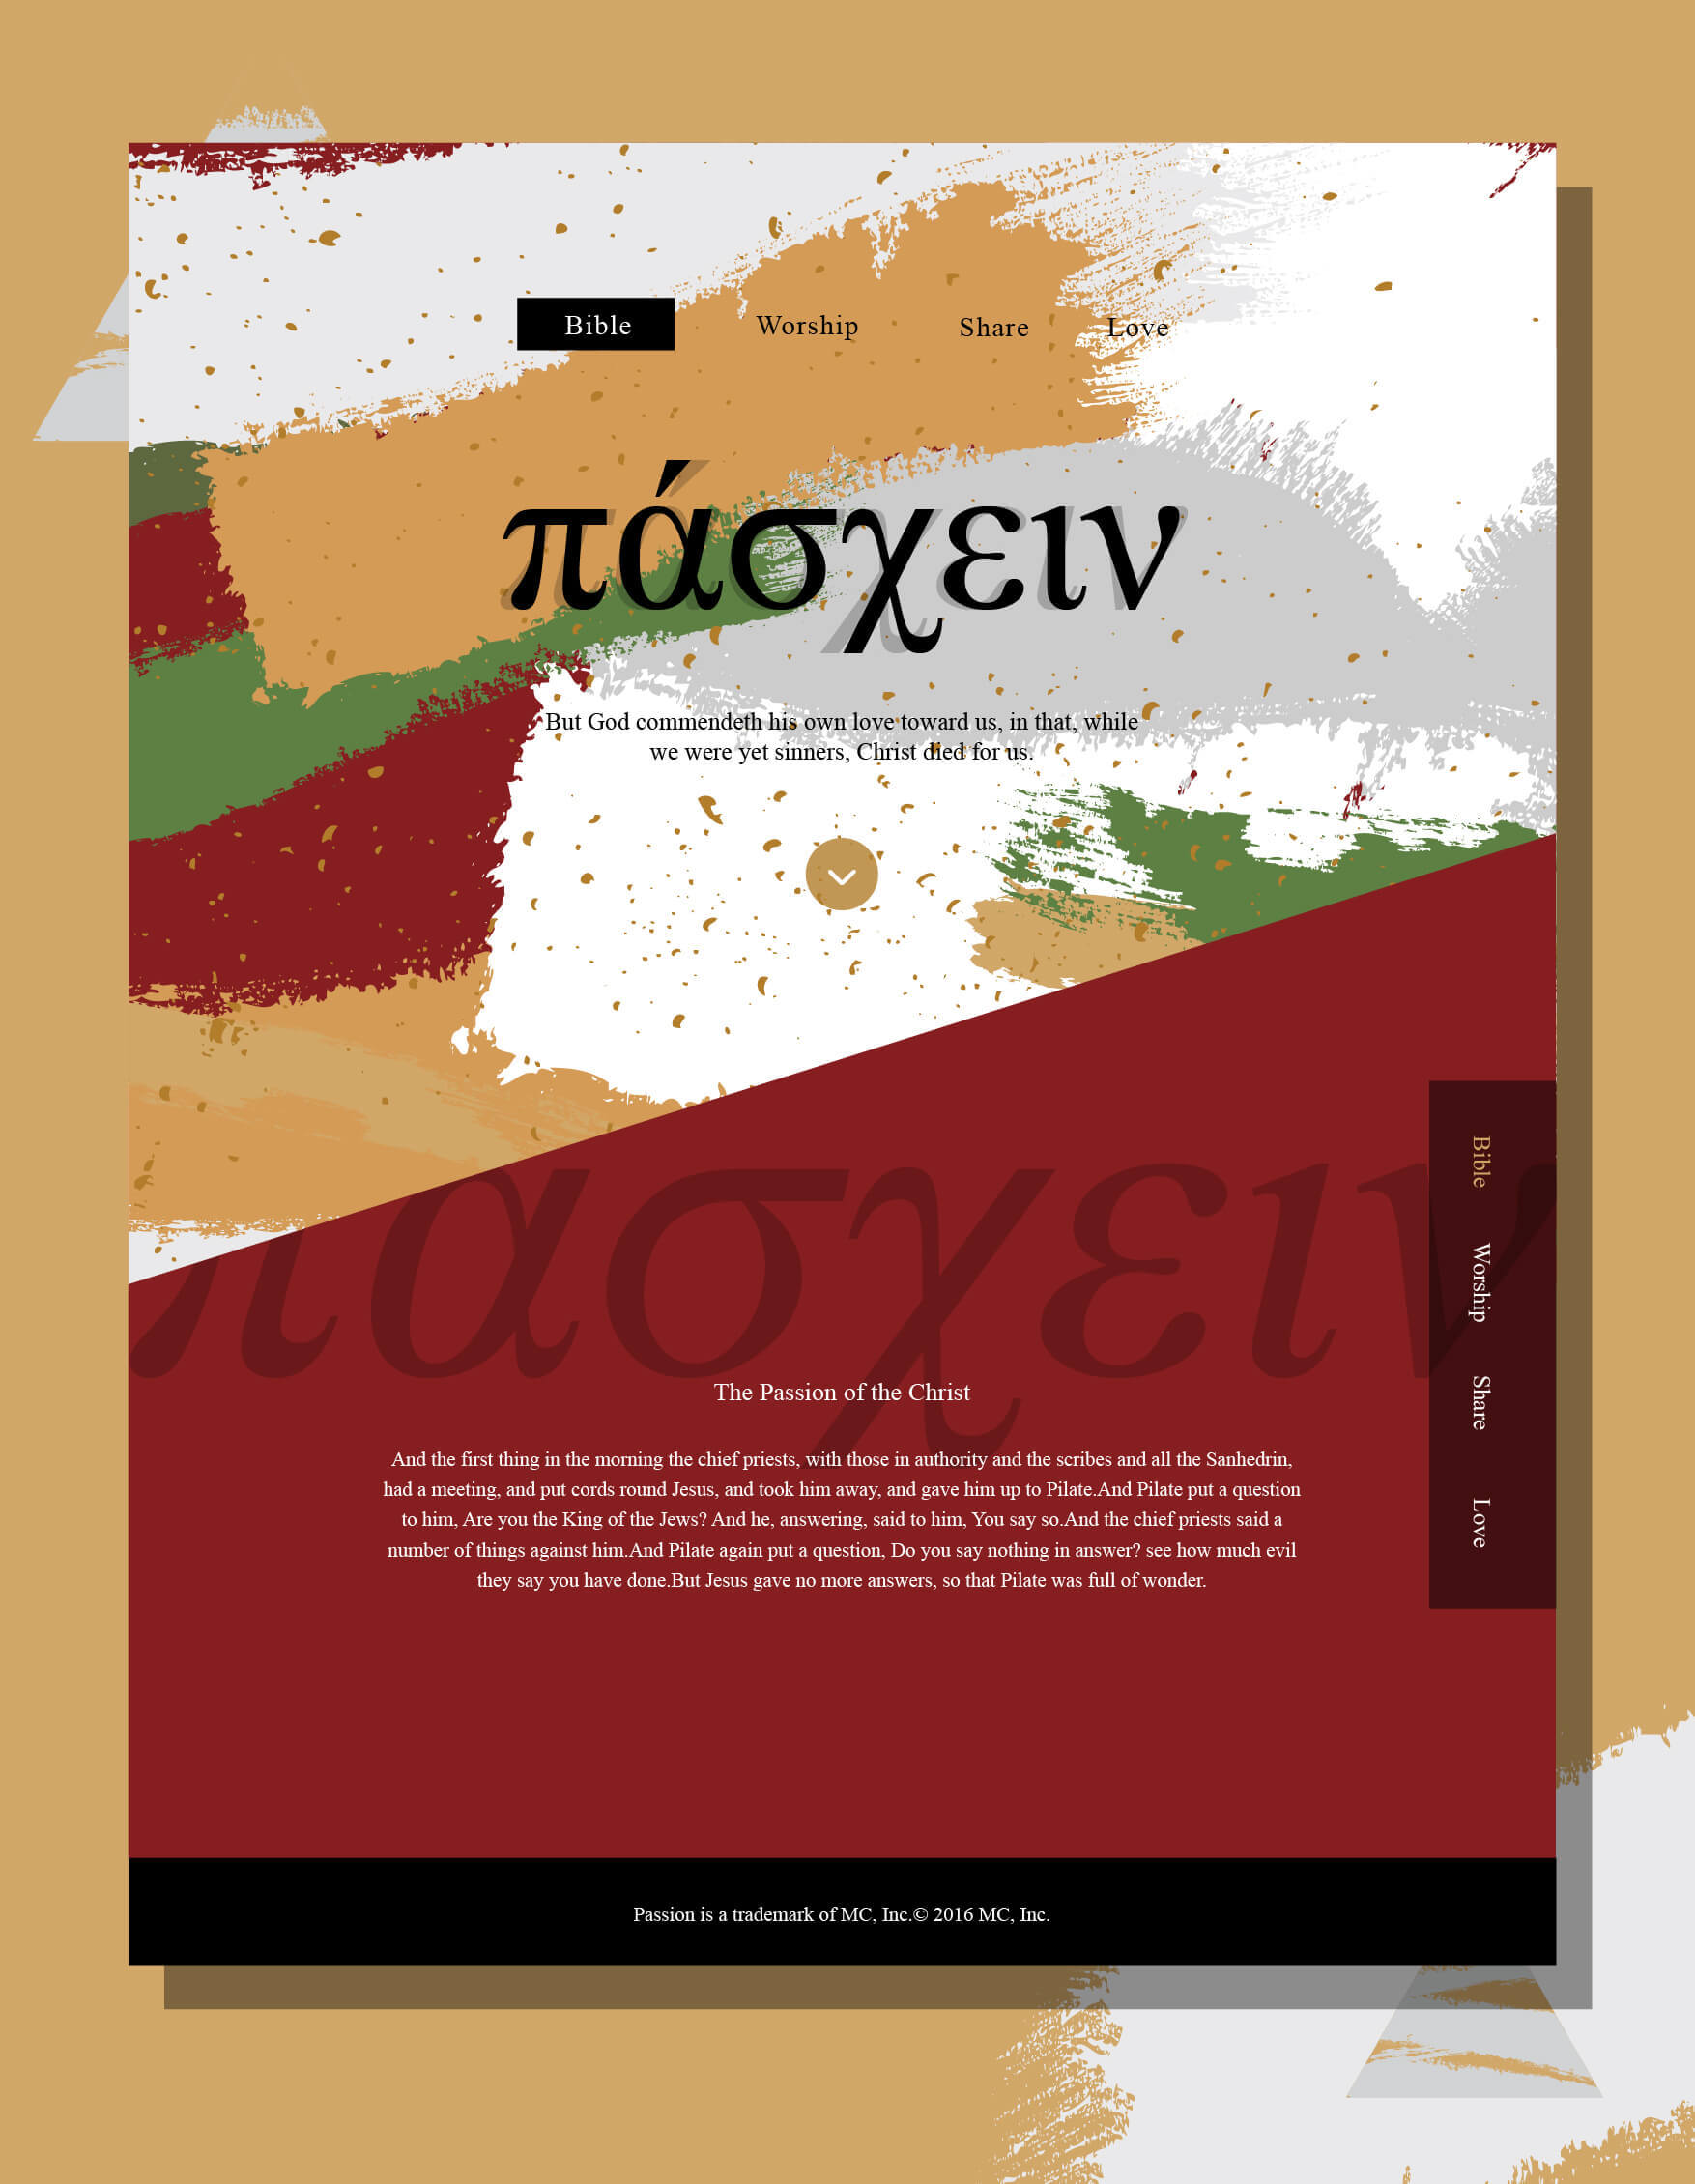 Bible Worship Share Love
πάσχειν
But God commendeth his own love toward us, in that, while
we were yet sinners, Christ died for us.
πασχειν
Bible
Worship
Share
Love
The Passion of the Christ
And the first thing in the morning the chief priests, with those in authority and the scribes and all the Sanhedrin,
had a meeting, and put cords round Jesus, and took him away, and gave him up to Pilate.And Pilate put a question
to him, Are you the King of the Jews? And he, answering, said to him, You say so.And the chief priests said a
number of things against him.And Pilate again put a question, Do you say nothing in answer? see how much evil
they say you have done.But Jesus gave no more answers, so that Pilate was full of wonder.
Passion is a trademark of MC, Inc.© 2016 MC, Inc.